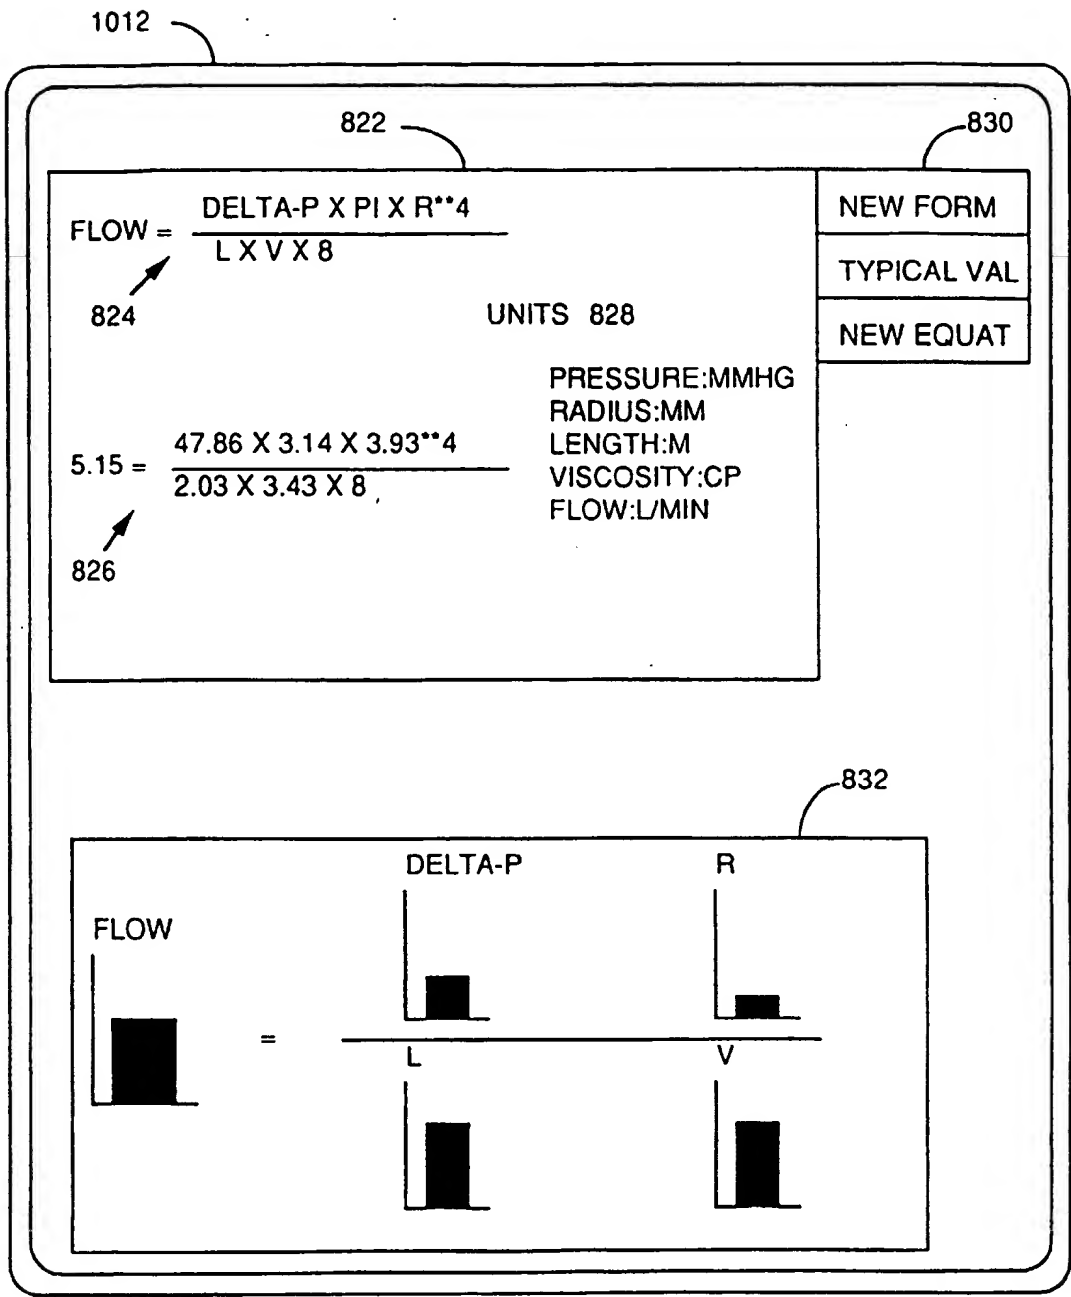 1012
822
830
FLOW = DELTA-P X PI X R**4
L X V X 8
824
UNITS 828
NEW FORM
TYPICAL VAL
NEW EQUAT
PRESSURE:MMHG
RADIUS:MM
LENGTH:M
VISCOSITY:CP
FLOW:L/MIN
5.15 = 47.86 X 3.14 X 3.93**4
2.03 X 3.43 X 8
826
832
DELTA-P
R
FLOW
=
L
V